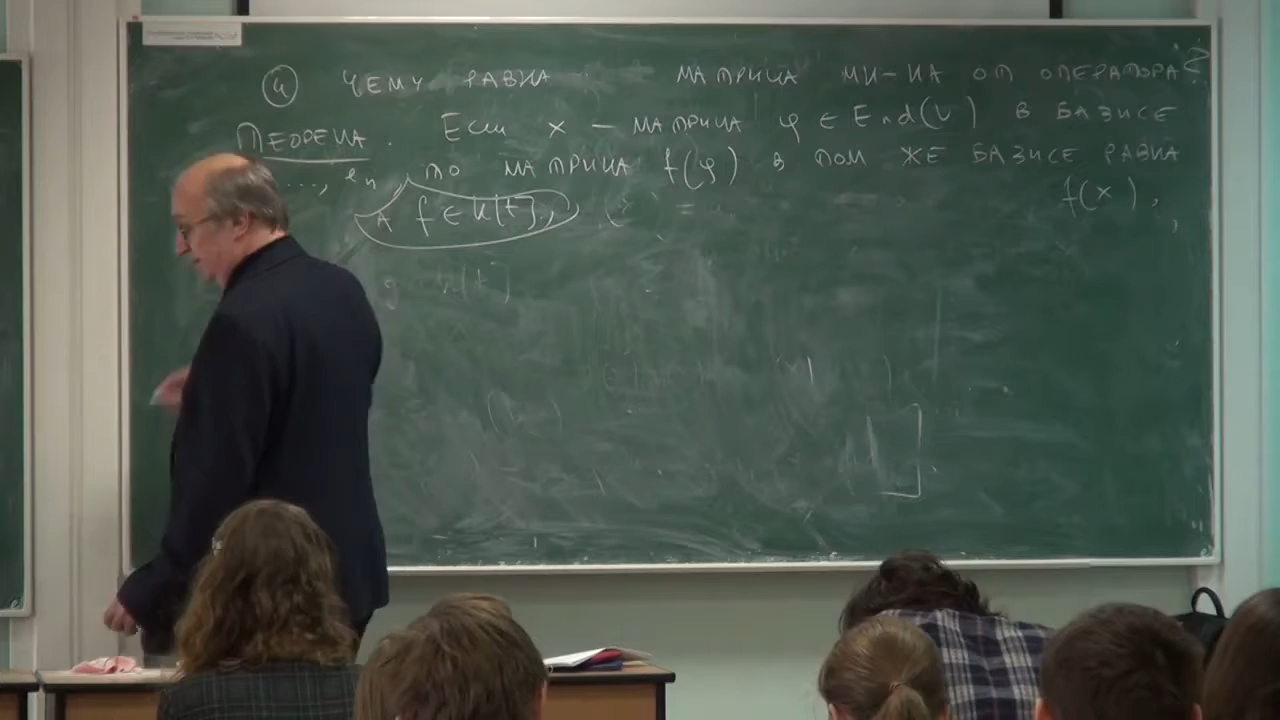 ④ ЧЕМУ РАВНА МАТРИЦА МН-НА ОТ ОПЕРАТОРА?
ТЕОРЕМА. Если x — МАТРИЦА φ ∈ End(V) В БАЗИСЕ
..., e_n, ТО МАТРИЦА f(φ) В ТОМ ЖЕ БАЗИСЕ РАВНА
А f ∈ K[t], f(x),